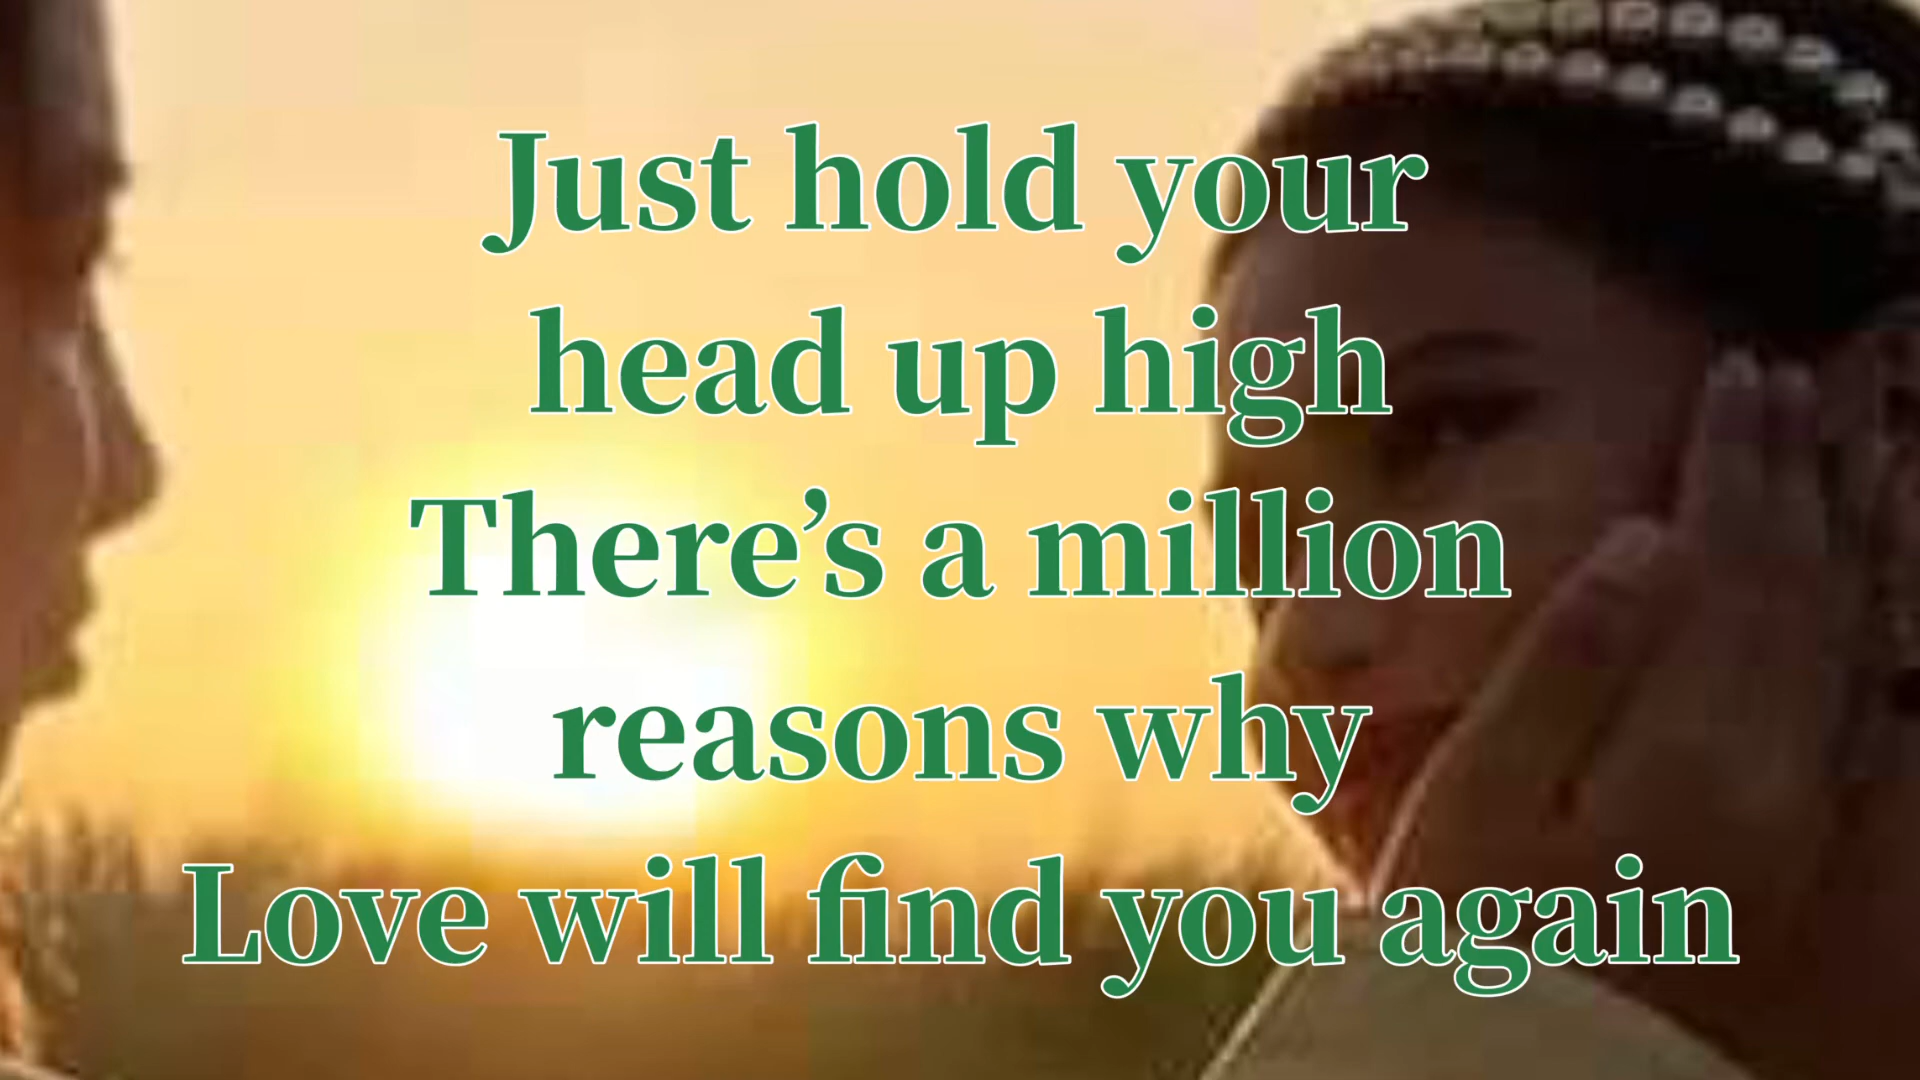 Just hold your
head up high
There’s a million
reasons why
Love will find you again